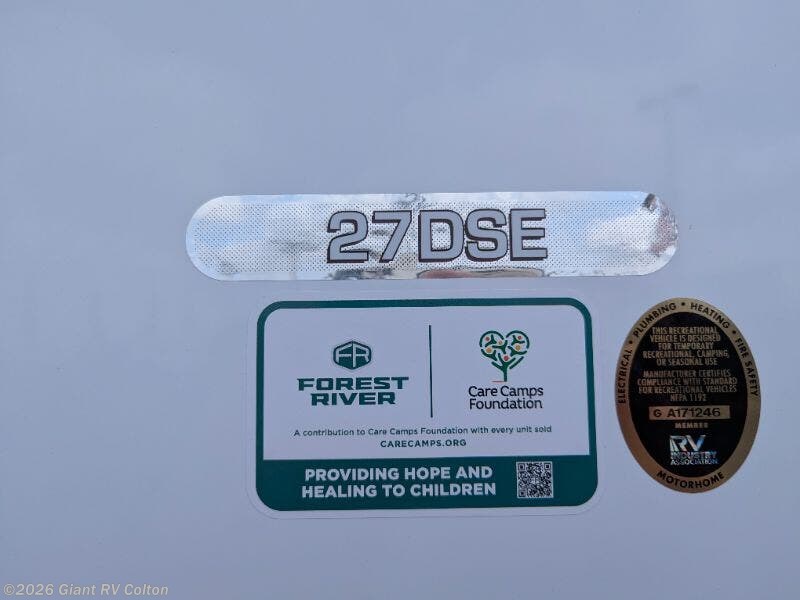 27DSE
FR
FOREST
RIVER
Care Camps
Foundation
A contribution to Care Camps Foundation with every unit sold
CARECAMPS.ORG
PROVIDING HOPE AND
HEALING TO CHILDREN
ELECTRICAL • PLUMBING • HEATING • FIRE SAFETY
THIS RECREATIONAL
VEHICLE IS DESIGNED
FOR TEMPORARY
RECREATIONAL, CAMPING,
OR SEASONAL USE
MANUFACTURER CERTIFIES
COMPLIANCE WITH STANDARD
FOR RECREATIONAL VEHICLES
NFPA 1192
G A171246
MEMBER
RV
INDUSTRY
ASSOCIATION
MOTORHOME
©2026 Giant RV Colton